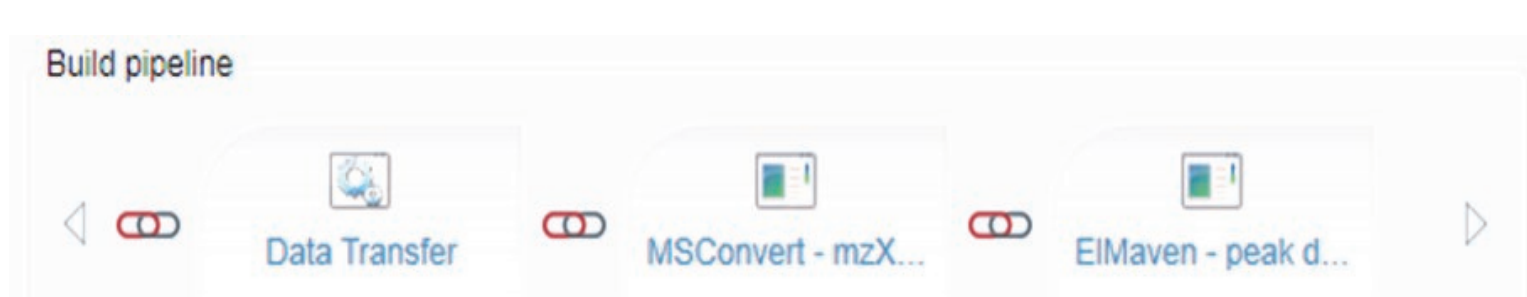 Build pipeline
Data Transfer
MSConvert - mzX...
ElMaven - peak d...